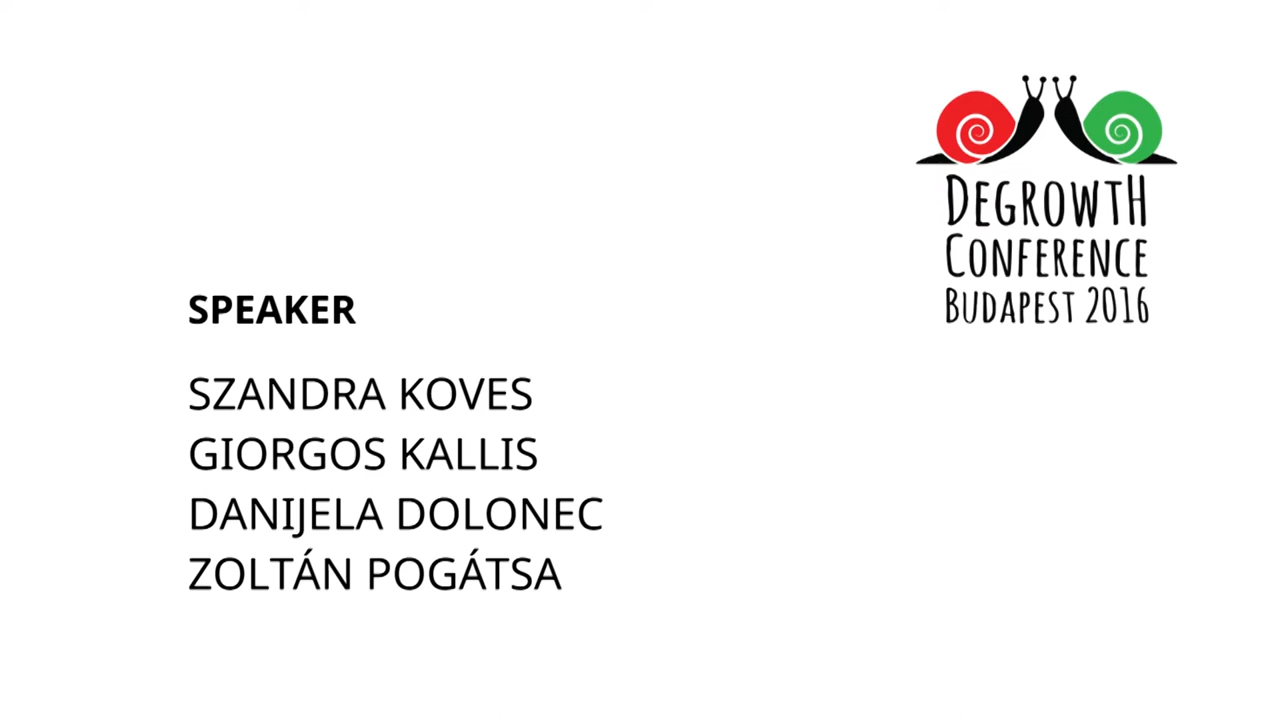 DEGROWTH
CONFERENCE
BUDAPEST 2016
SPEAKER
SZANDRA KOVES
GIORGOS KALLIS
DANIJELA DOLONEC
ZOLTÁN POGÁTSA